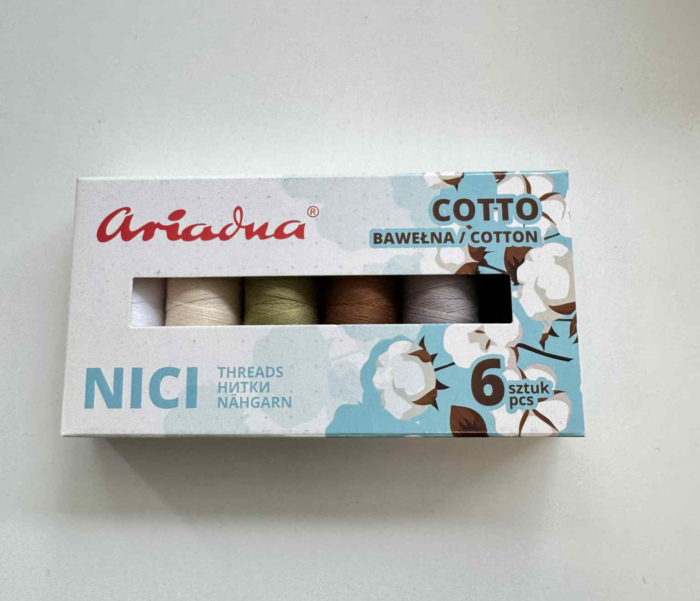 ariadna®
COTTO
BAWEŁNA / COTTON
NICI
THREADS
НИТКИ
NÄHGARN
6 sztuk
pcs